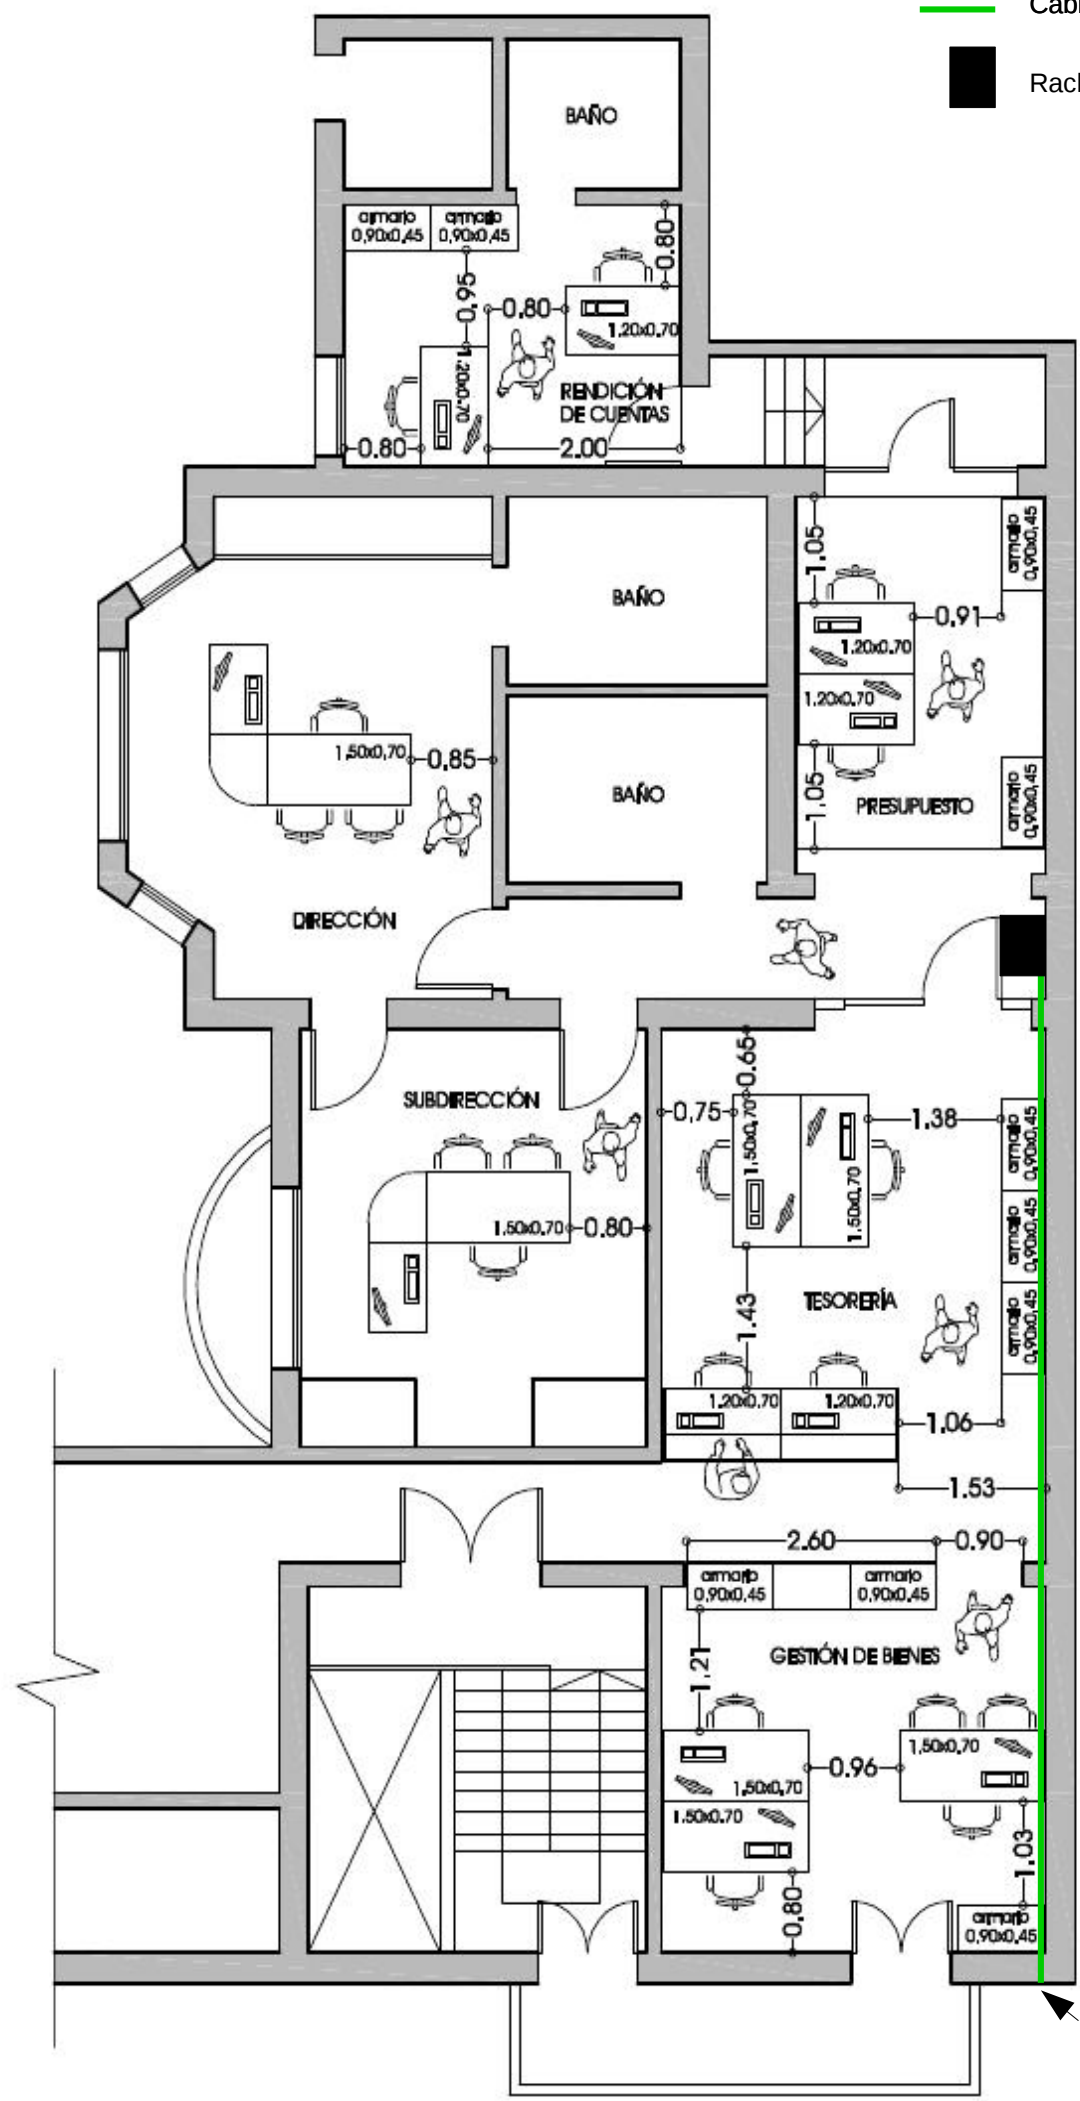 Cabl
Rack
BAÑO
armario
0,90x0,45
armario
0,90x0,45
0.80
0.95
0.80
1.20x0.70
1.20x0.70
RENDICIÓN
DE CUENTAS
0.80
2.00
1.05
armario
0,90x0,45
BAÑO
0.91
1.20x0.70
1.20x0.70
1,50x0,70
0.85
BAÑO
1.05
PRESUPUESTO
armario
0,90x0,45
DIRECCIÓN
0.65
SUBDIRECCIÓN
0.75
1.50x0.70
1.50x0.70
1.38
armario
0,90x0,45
armario
0,90x0,45
armario
0,90x0,45
1.50x0.70
0.80
TESORERÍA
1.43
1.20x0.70
1.20x0.70
1.06
1.53
2.60
0.90
armario
0,90x0,45
armario
0,90x0,45
GESTIÓN DE BIENES
1.21
1,50x0,70
1,50x0,70
0.96
1.50x0.70
1.03
0.80
armario
0,90x0,45